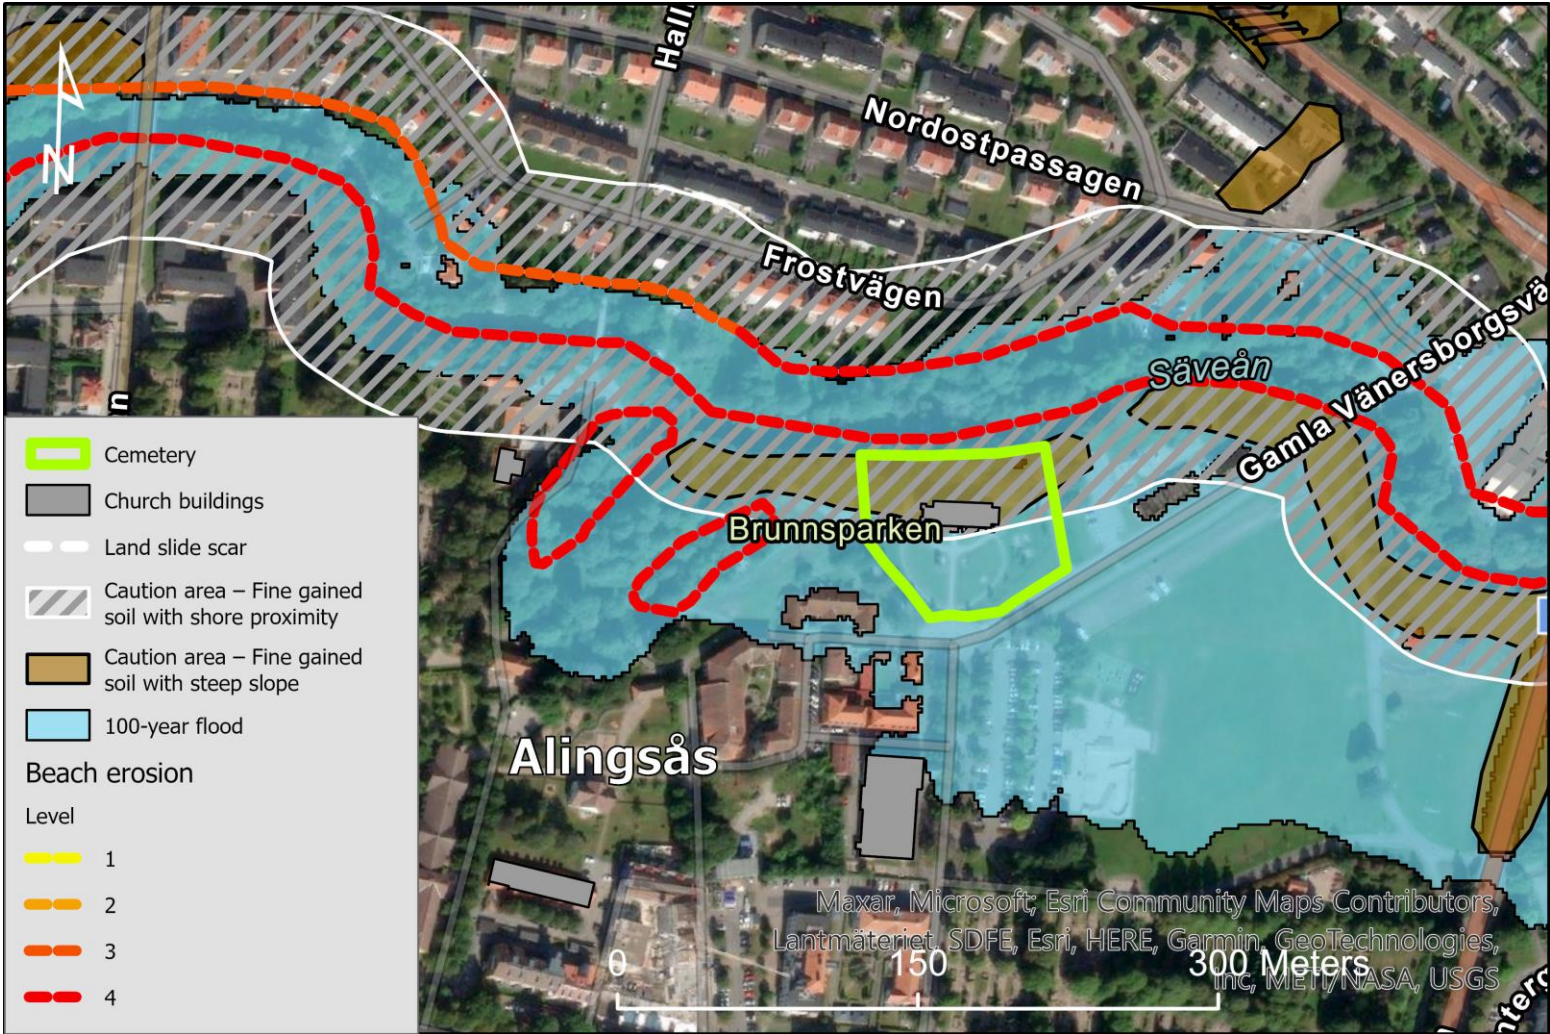 Hall
Nordostpassagen
Frostvägen
Säveån
Gamla Vänersborgsvä
N
n
Brunnsparken
Alingsås
Cemetery
Church buildings
Land slide scar
Caution area – Fine gained
soil with shore proximity
Caution area – Fine gained
soil with steep slope
100-year flood
Beach erosion
Level
1
2
3
4
Maxar, Microsoft, Esri Community Maps Contributors,
Lantmäteriet, SDFE, Esri, HERE, Garmin, GeoTechnologies,
Inc, METI/NASA, USGS
0 150 300 Meters